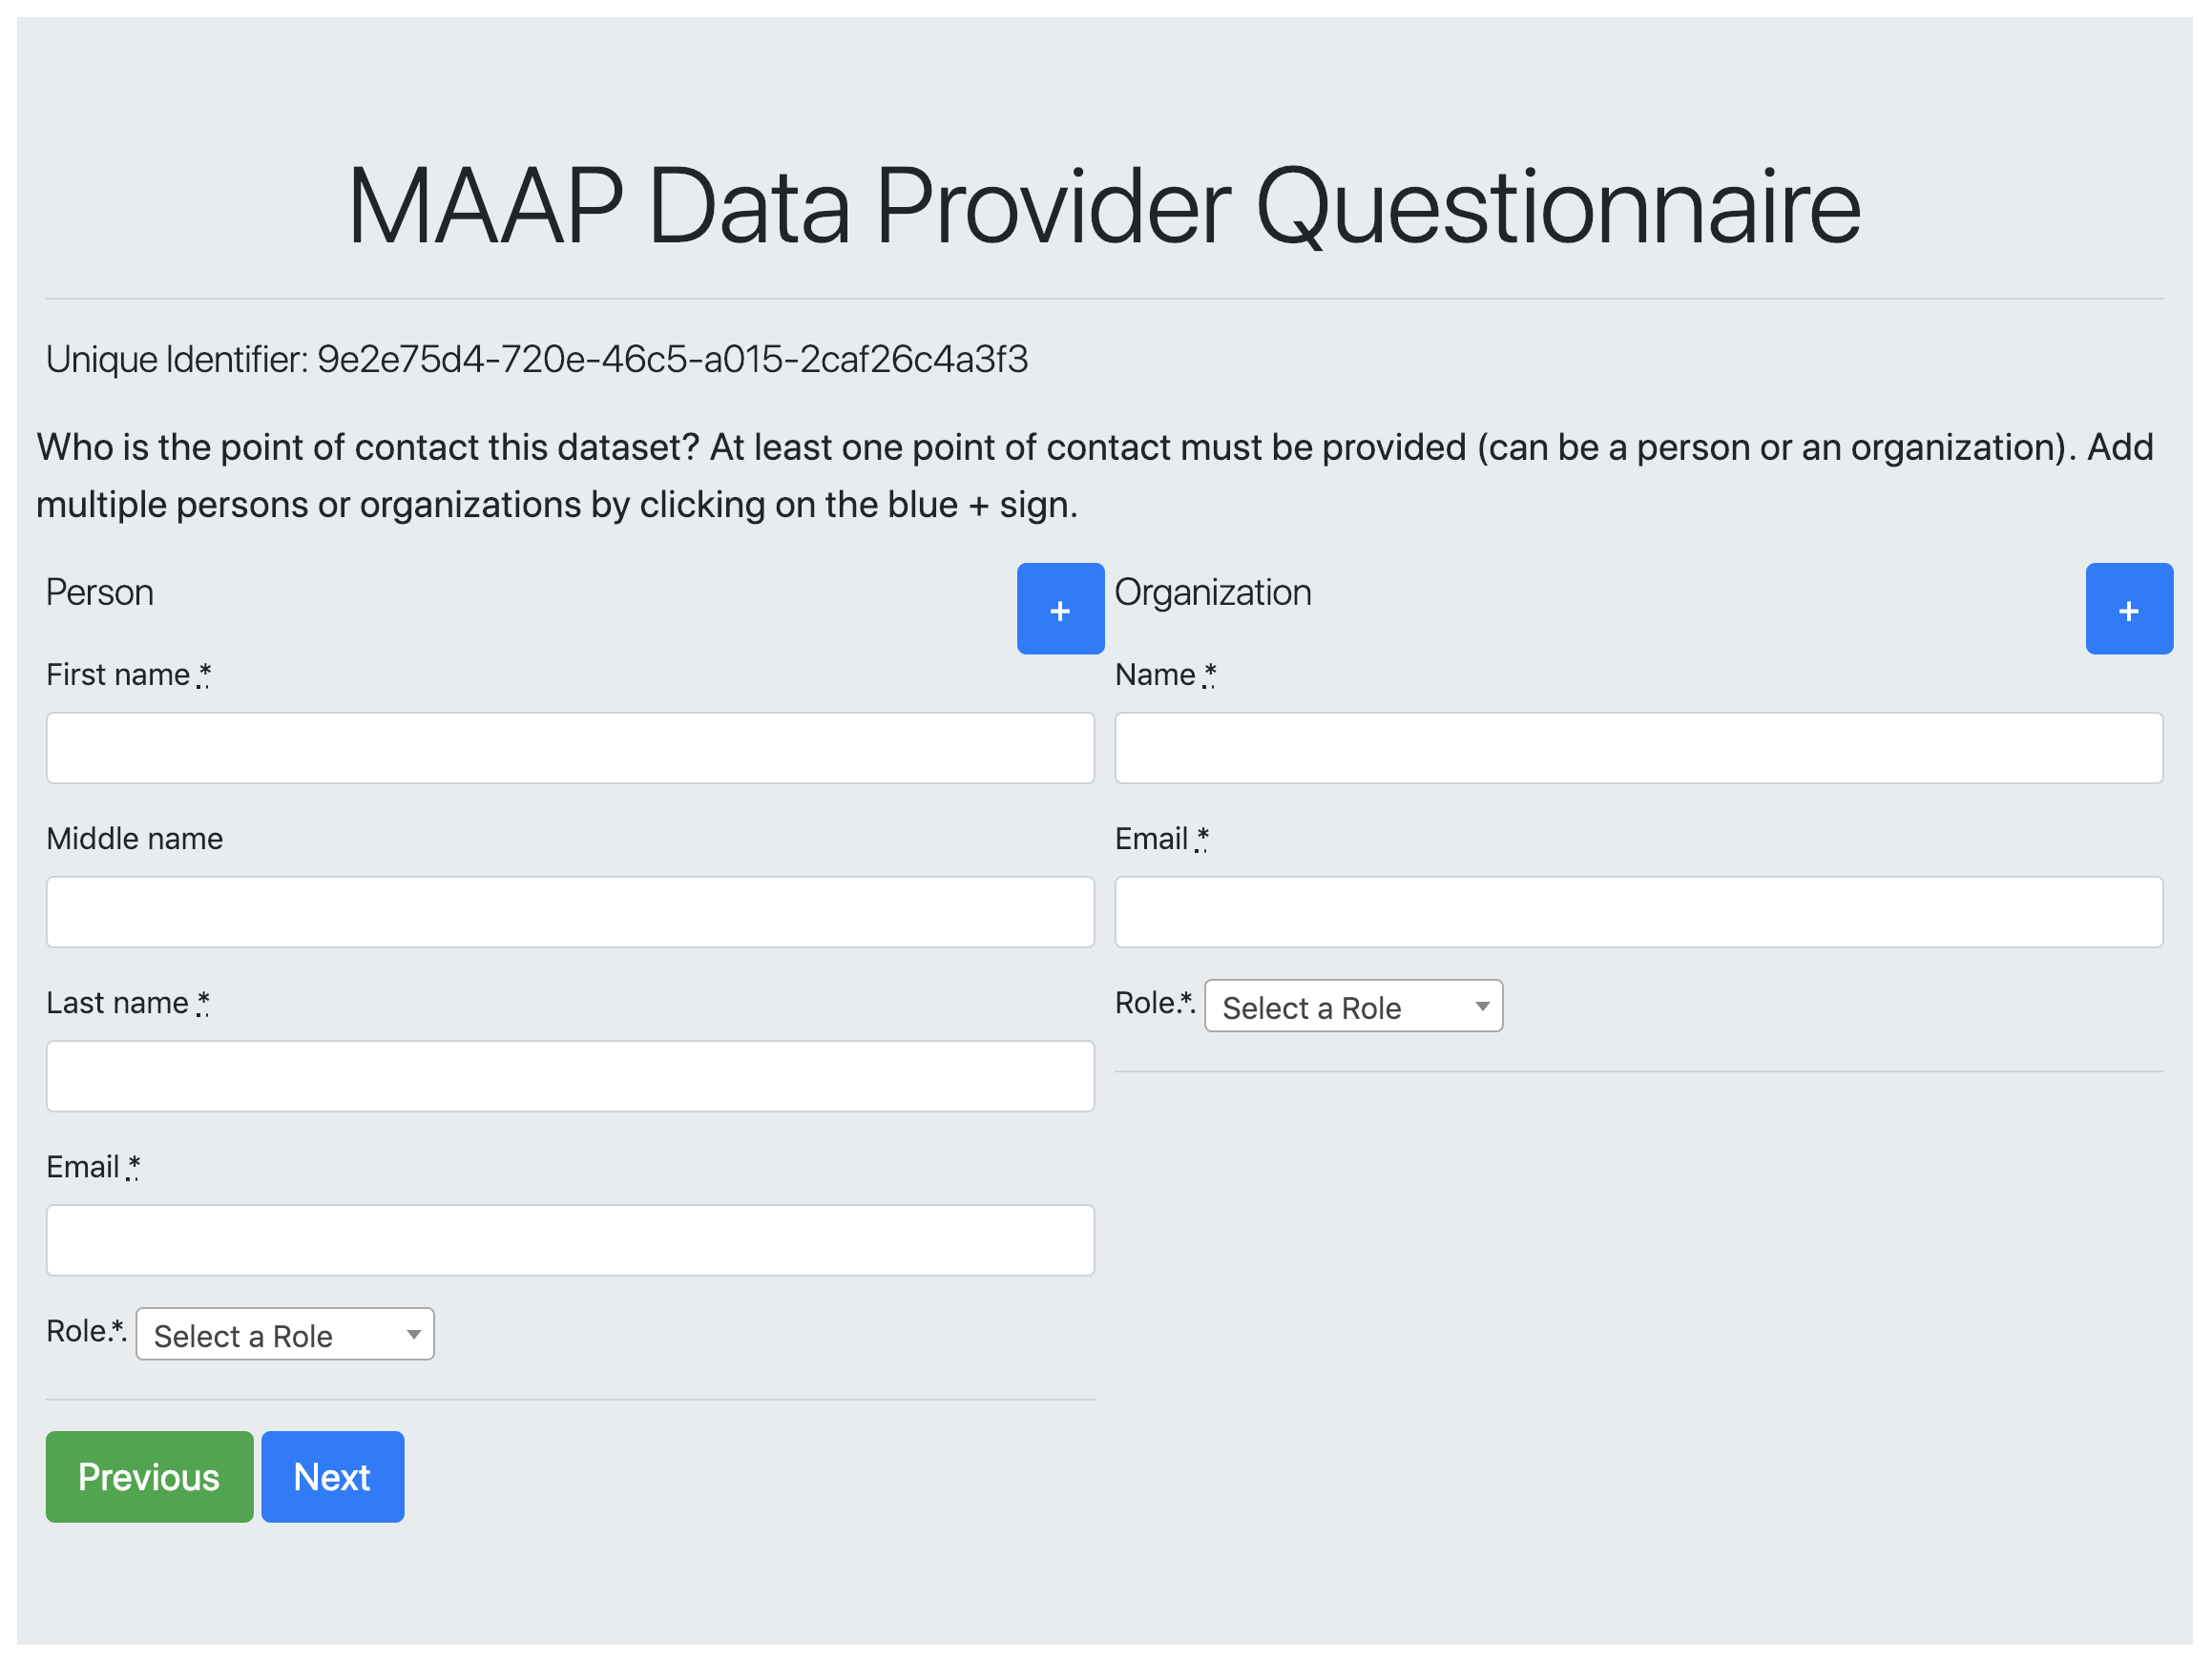 MAAP Data Provider Questionnaire
Unique Identifier: 9e2e75d4-720e-46c5-a015-2caf26c4a3f3
Who is the point of contact this dataset? At least one point of contact must be provided (can be a person or an organization). Add
multiple persons or organizations by clicking on the blue + sign.
Person
+
First name *
Middle name
Last name *
Email *
Role * Select a Role
Organization
+
Name *
Email *
Role * Select a Role
Previous Next